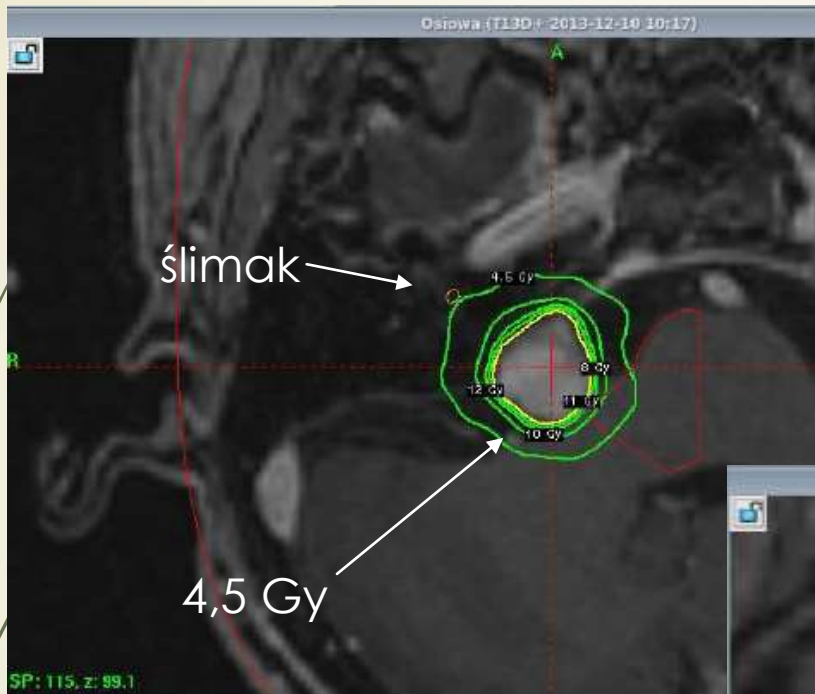 Osiowa (T13D+ 2013-12-10 10:17)
A
ślimak
4.5 Gy
R
8 Gy
12 Gy
11 Gy
10 Gy
4,5 Gy
SP: 115, z: 99.1